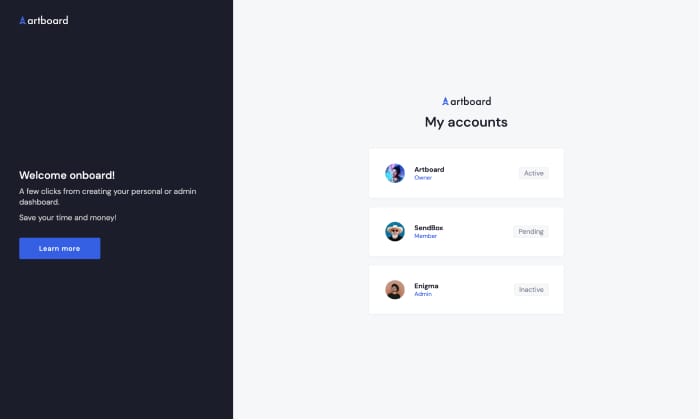 artboard
Welcome onboard!
A few clicks from creating your personal or admin
dashboard.
Save your time and money!
Learn more
artboard
My accounts
Artboard
Owner
Active
SendBox
Member
Pending
Enigma
Admin
Inactive